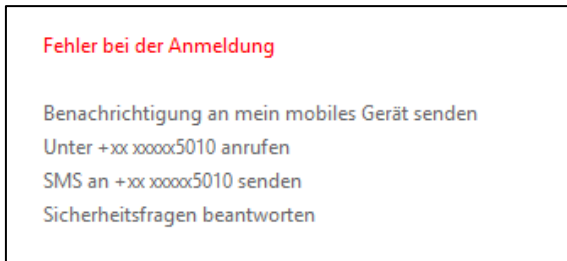 Fehler bei der Anmeldung
Benachrichtigung an mein mobiles Gerät senden
Unter +xx xxxxx5010 anrufen
SMS an +xx xxxxx5010 senden
Sicherheitsfragen beantworten